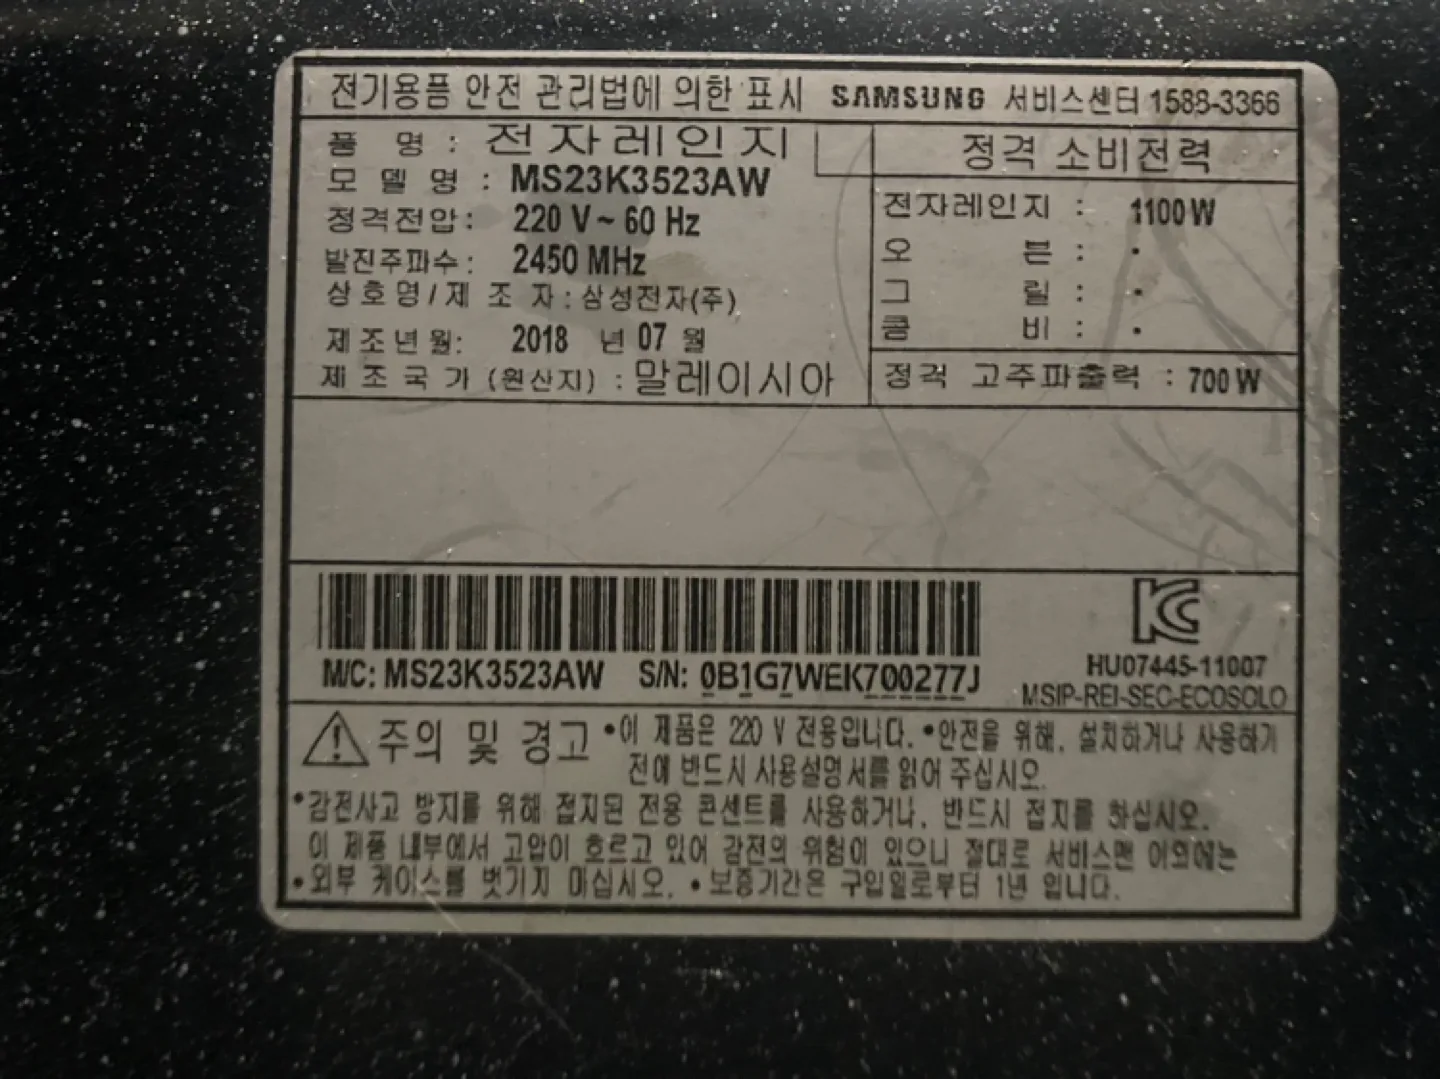 전기용품 안전 관리법에 의한 표시 SAMSUNG 서비스센터 1588-3366
품 명 : 전자레인지
모델명 : MS23K3523AW
정격전압 : 220 V ~ 60 Hz
발진주파수 : 2450 MHz
상호명/제조자 : 삼성전자(주)
제조년월: 2018 년 07 월
제조국가 (원산지) : 말레이시아
정격 소비전력
전자레인지 : 1100 W
오 븐 : -
그 릴 : -
콤 비 : -
정격 고주파출력 : 700 W
M/C: MS23K3523AW S/N: 0B1G7WEK700277J
HU07445-11007
MSIP-REI-SEC-ECOSOLO
주의 및 경고 •이 제품은 220 V 전용입니다. •안전을 위해, 설치하거나 사용하기
전에 반드시 사용설명서를 읽어 주십시오.
•감전사고 방지를 위해 접지된 전용 콘센트를 사용하거나, 반드시 접지를 하십시오.
이 제품 내부에서 고압이 흐르고 있어 감전의 위험이 있으니 절대로 서비스맨 이외에는
•외부 케이스를 벗기지 마십시오. •보증기간은 구입일로부터 1년 입니다.